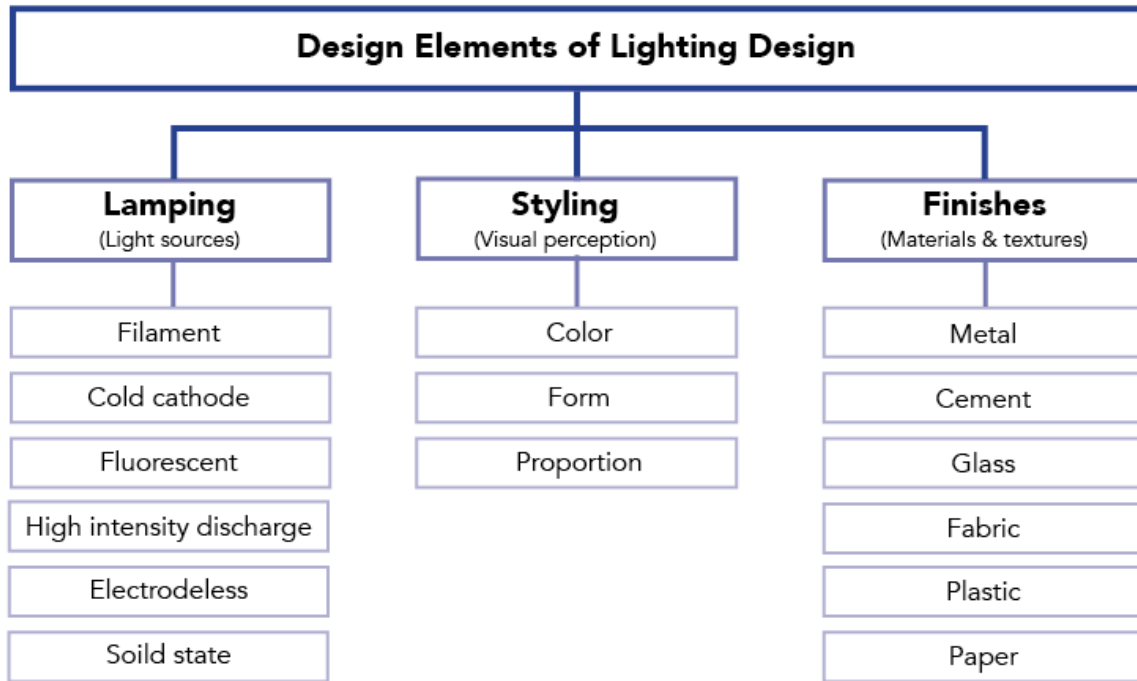 Design Elements of Lighting Design
Lamping
(Light sources)
Filament
Cold cathode
Fluorescent
High intensity discharge
Electrodeless
Soild state
Styling
(Visual perception)
Color
Form
Proportion
Finishes
(Materials & textures)
Metal
Cement
Glass
Fabric
Plastic
Paper